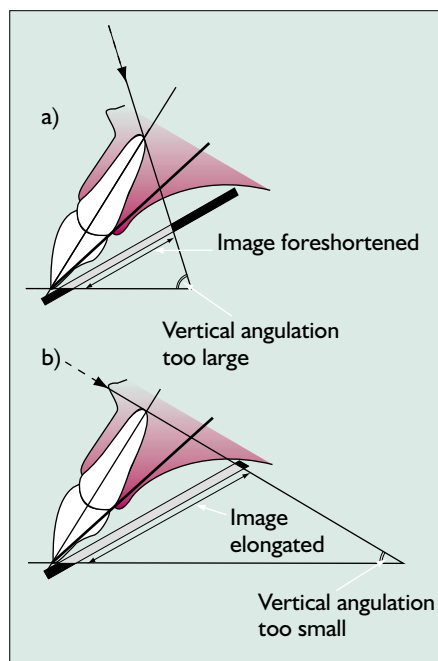 a)
Image foreshortened
Vertical angulation
too large
b)
Image
elongated
Vertical angulation
too small